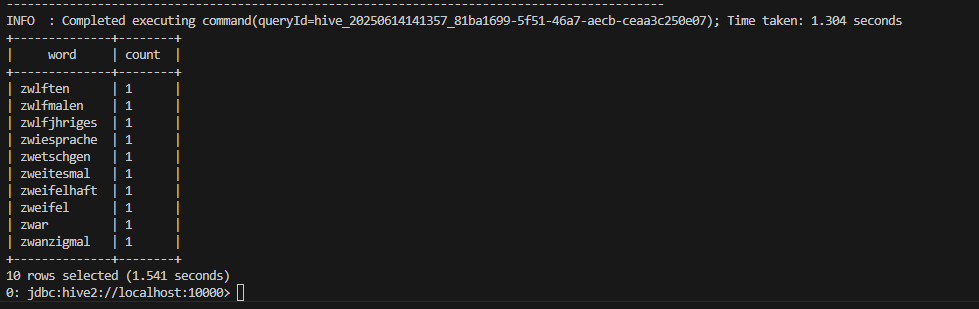 ----------------------------------------------------------------------------------------------
INFO  : Completed executing command(queryId=hive_20250614141357_81ba1699-5f51-46a7-aecb-ceaa3c250e07); Time taken: 1.304 seconds
+--------------+--------+
|     word     | count  |
+--------------+--------+
| zwlften      | 1      |
| zwlfmalen    | 1      |
| zwlfjhriges  | 1      |
| zwiesprache  | 1      |
| zwetschgen   | 1      |
| zweitesmal   | 1      |
| zweifelhaft  | 1      |
| zweifel      | 1      |
| zwar         | 1      |
| zwanzigmal   | 1      |
+--------------+--------+
10 rows selected (1.541 seconds)
0: jdbc:hive2://localhost:10000>